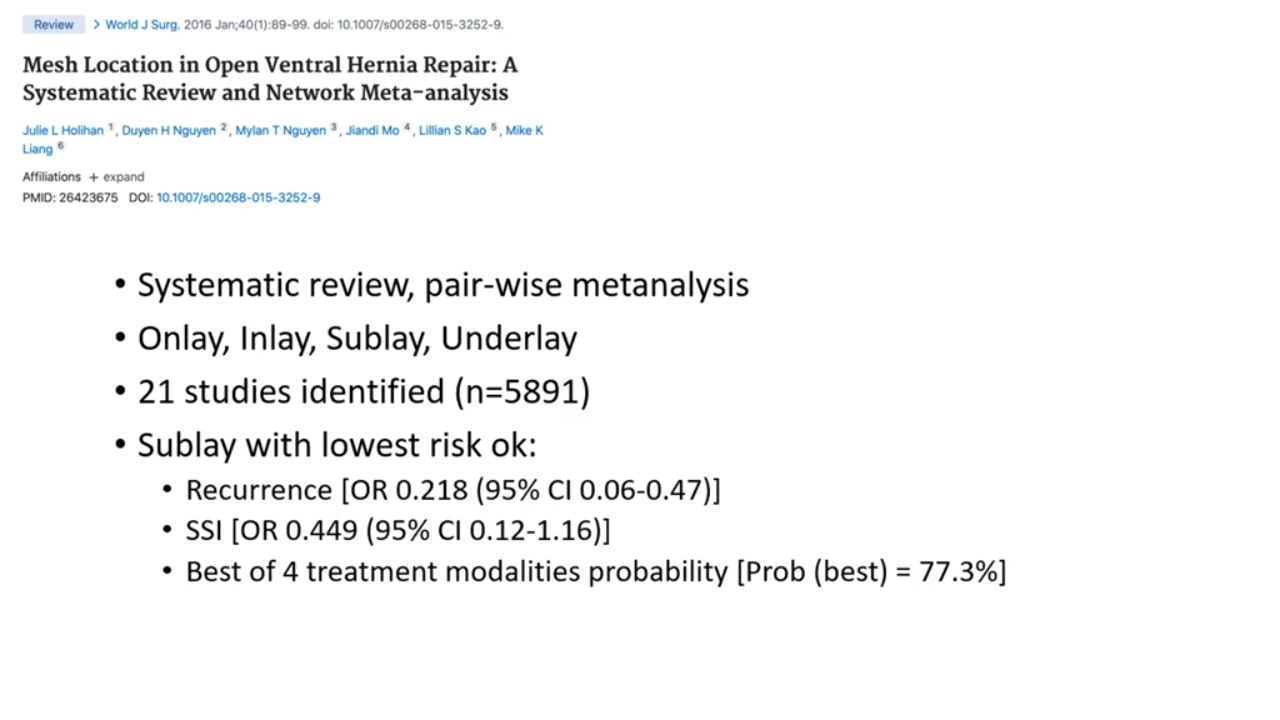 Review > World J Surg. 2016 Jan;40(1):89-99. doi: 10.1007/s00268-015-3252-9.
Mesh Location in Open Ventral Hernia Repair: A
Systematic Review and Network Meta-analysis
Julie L Holihan 1, Duyen H Nguyen 2, Mylan T Nguyen 3, Jiandi Mo 4, Lillian S Kao 5, Mike K
Liang 6
Affiliations + expand
PMID: 26423675 DOI: 10.1007/s00268-015-3252-9
• Systematic review, pair-wise metanalysis
• Onlay, Inlay, Sublay, Underlay
• 21 studies identified (n=5891)
• Sublay with lowest risk ok:
• Recurrence [OR 0.218 (95% CI 0.06-0.47)]
• SSI [OR 0.449 (95% CI 0.12-1.16)]
• Best of 4 treatment modalities probability [Prob (best) = 77.3%]